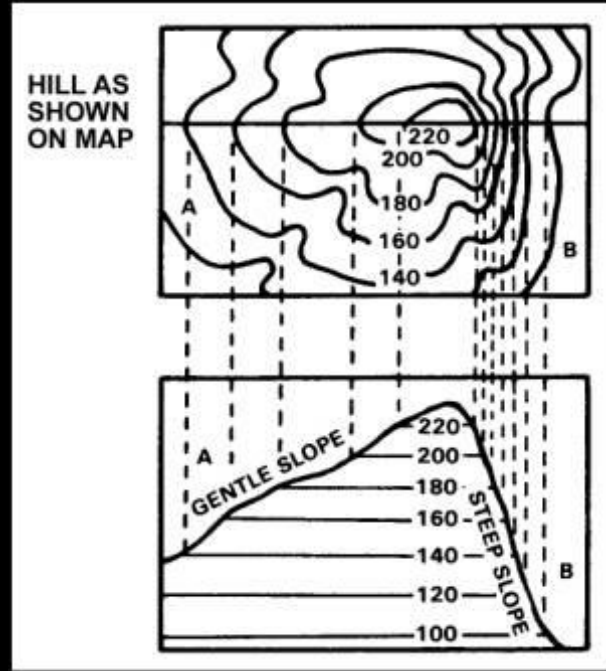 HILL AS
SHOWN
ON MAP
220
200
180
160
140
A
B
A
GENTLE SLOPE
220
200
180
160
140
120
100
STEEP SLOPE
B